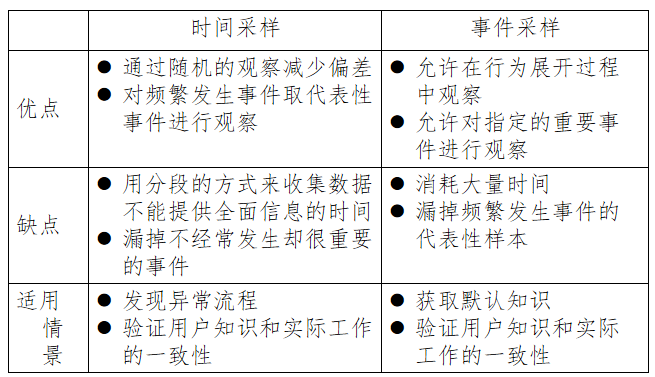 时间采样
事件采样
优点
● 通过随机的观察减少偏差
● 对频繁发生事件取代表性
事件进行观察
● 允许在行为展开过程
中观察
● 允许对指定的重要事
件进行观察
缺点
● 用分段的方式来收集数据
不能提供全面信息的时间
● 漏掉不经常发生却很重要
的事件
● 消耗大量时间
● 漏掉频繁发生事件的
代表性样本
适用
情
景
● 发现异常流程
● 验证用户知识和实际工作
的一致性
● 获取默认知识
● 验证用户知识和实际
工作的一致性